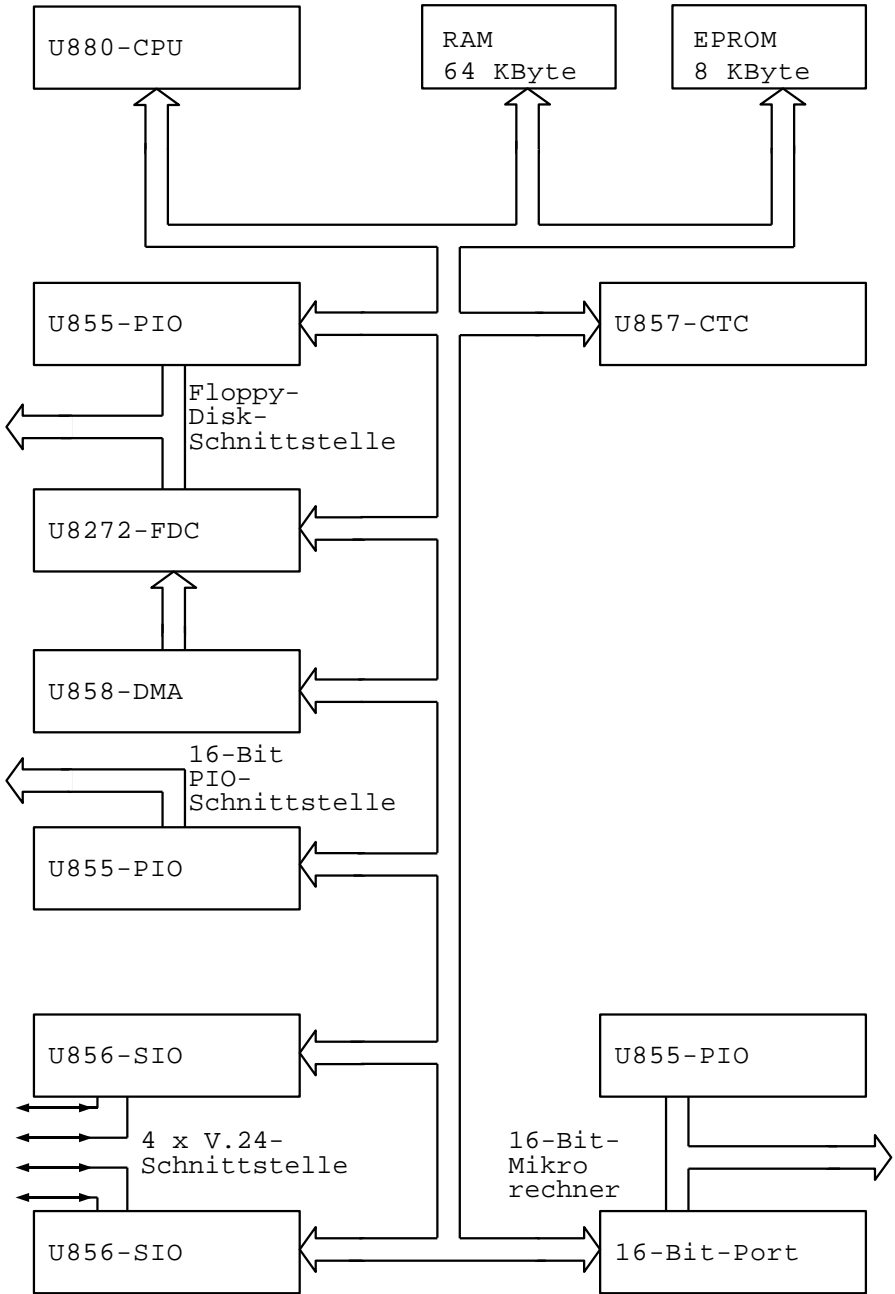 U880-CPU
RAM
64 KByte
EPROM
8 KByte
U855-PIO
U857-CTC
Floppy-
Disk-
Schnittstelle
U8272-FDC
U858-DMA
16-Bit
PIO-
Schnittstelle
U855-PIO
U856-SIO
U855-PIO
4 x V.24-
Schnittstelle
16-Bit-
Mikro
rechner
U856-SIO
16-Bit-Port